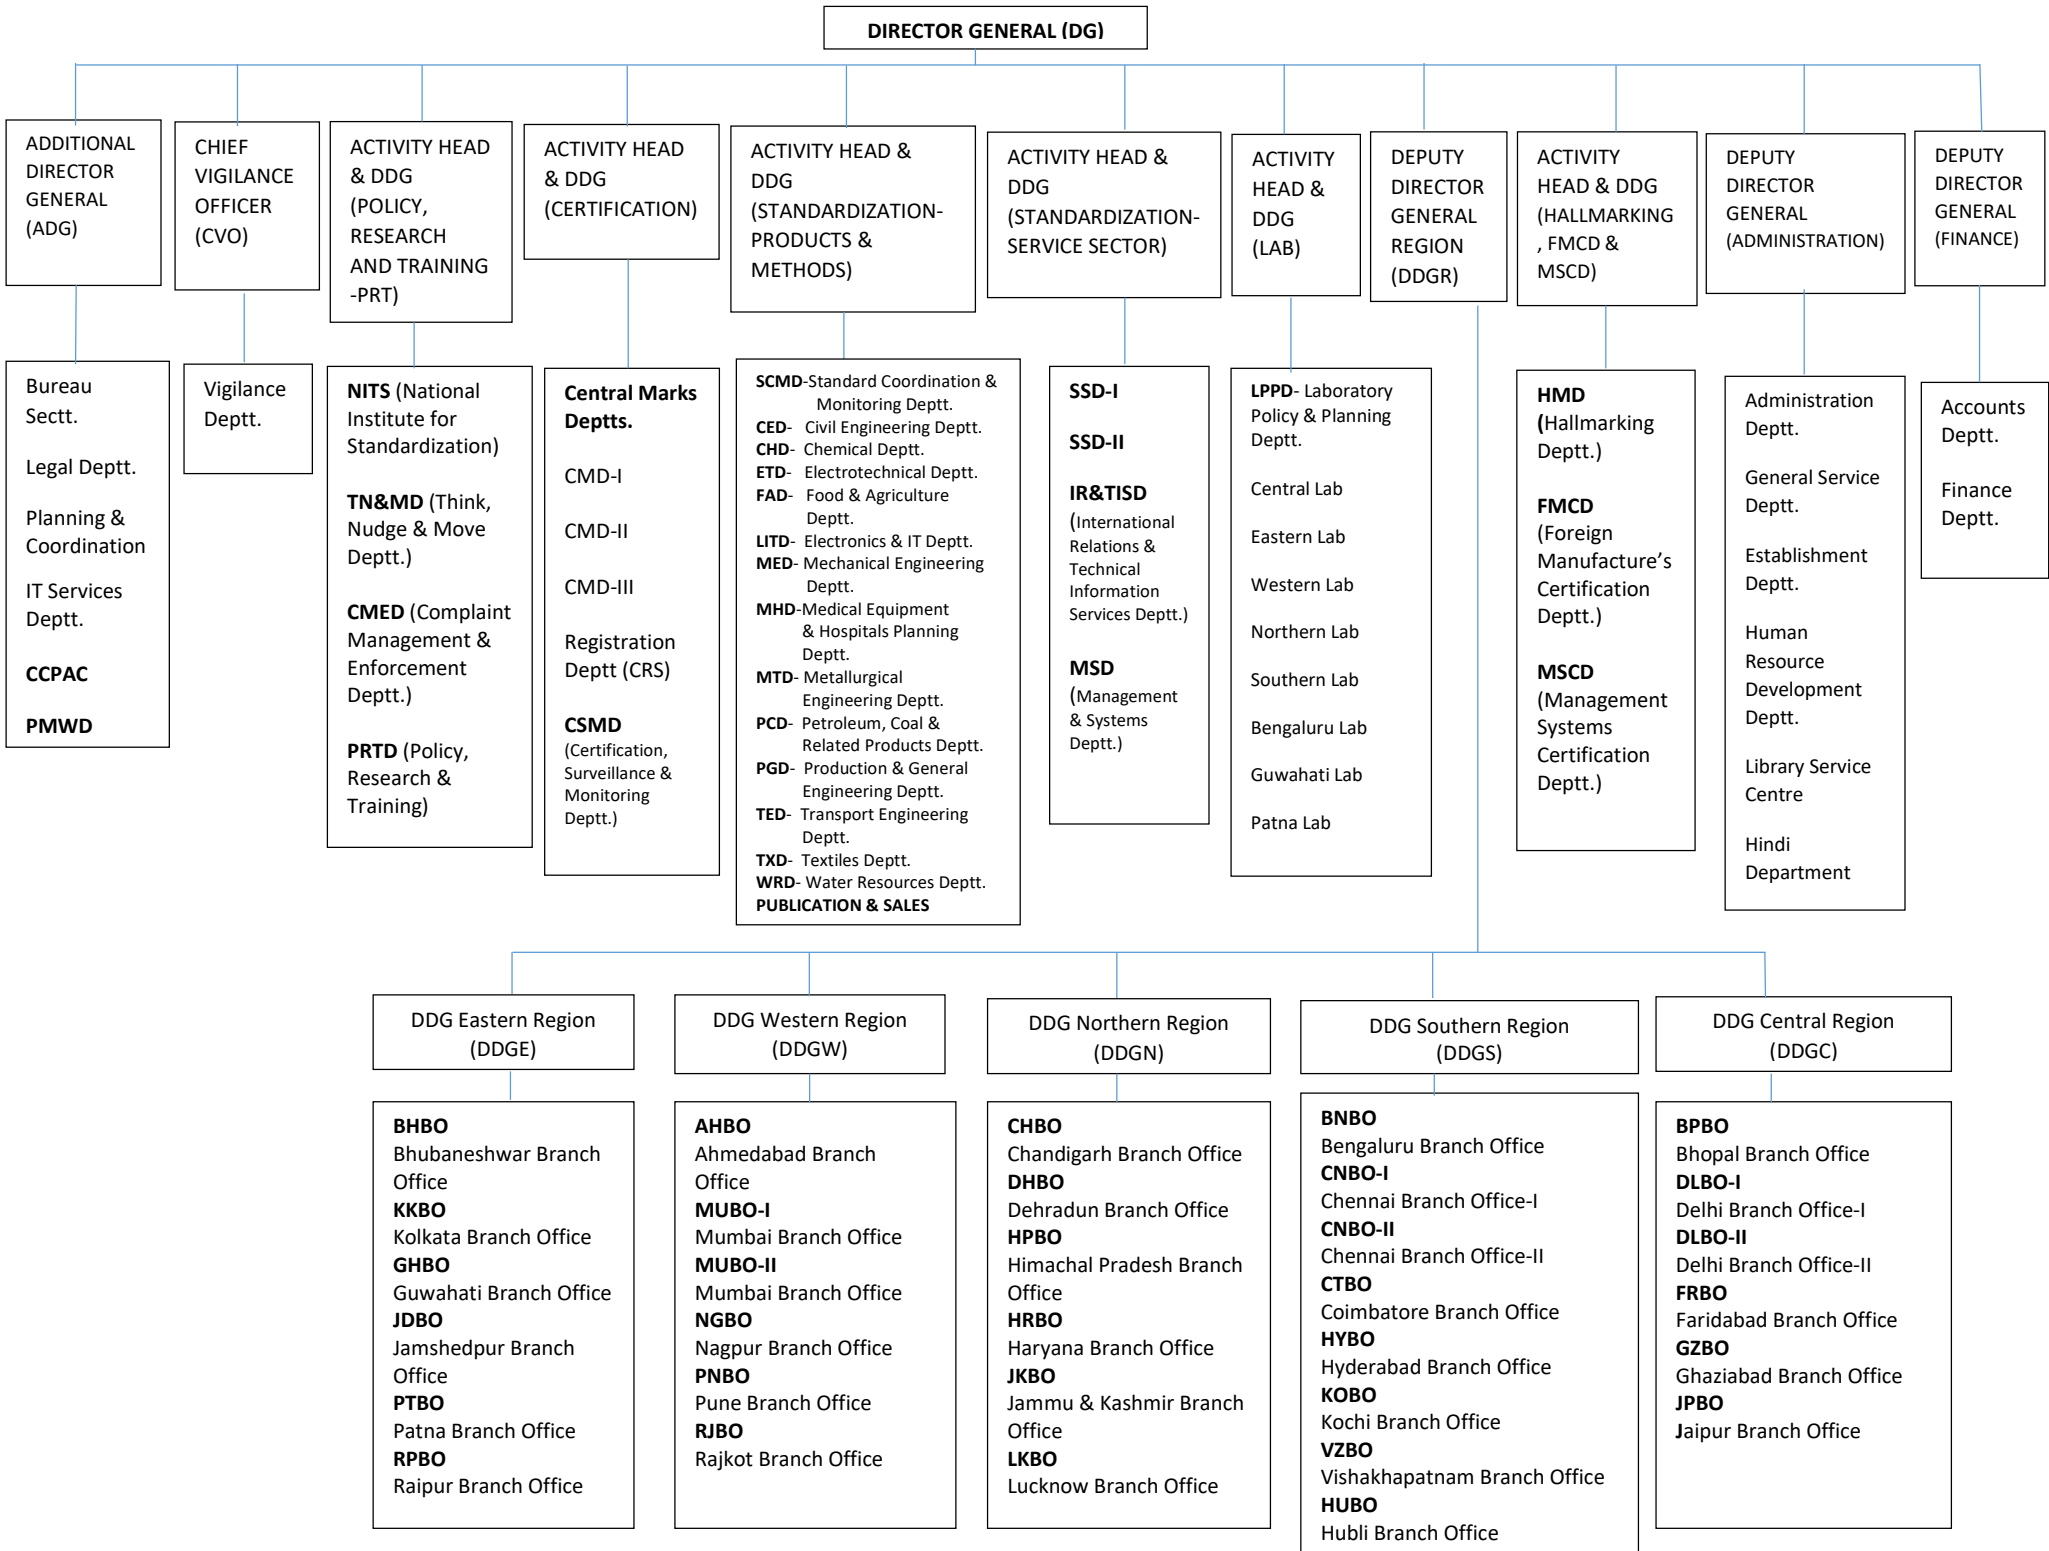 DIRECTOR GENERAL (DG)
ADDITIONAL
DIRECTOR
GENERAL
(ADG)
CHIEF
VIGILANCE
OFFICER
(CVO)
ACTIVITY HEAD
& DDG
(POLICY,
RESEARCH
AND TRAINING
-PRT)
ACTIVITY HEAD
& DDG
(CERTIFICATION)
ACTIVITY HEAD &
DDG
(STANDARDIZATION-
PRODUCTS &
METHODS)
ACTIVITY HEAD &
DDG
(STANDARDIZATION-
SERVICE SECTOR)
ACTIVITY
HEAD &
DDG
(LAB)
DEPUTY
DIRECTOR
GENERAL
REGION
(DDGR)
ACTIVITY
HEAD & DDG
(HALLMARKING
, FMCD &
MSCD)
DEPUTY
DIRECTOR
GENERAL
(ADMINISTRATION)
DEPUTY
DIRECTOR
GENERAL
(FINANCE)
Bureau
Sectt.
Legal Deptt.
Planning &
Coordination
IT Services
Deptt.
CCPAC
PMWD
Vigilance
Deptt.
NITS (National
Institute for
Standardization)
TN&MD (Think,
Nudge & Move
Deptt.)
CMED (Complaint
Management &
Enforcement
Deptt.)
PRTD (Policy,
Research &
Training)
Central Marks
Deptts.
CMD-I
CMD-II
CMD-III
Registration
Deptt (CRS)
CSMD
(Certification,
Surveillance &
Monitoring
Deptt.)
SCMD-Standard Coordination &
Monitoring Deptt.
CED- Civil Engineering Deptt.
CHD- Chemical Deptt.
ETD- Electrotechnical Deptt.
FAD- Food & Agriculture
Deptt.
LITD- Electronics & IT Deptt.
MED- Mechanical Engineering
Deptt.
MHD-Medical Equipment
& Hospitals Planning
Deptt.
MTD- Metallurgical
Engineering Deptt.
PCD- Petroleum, Coal &
Related Products Deptt.
PGD- Production & General
Engineering Deptt.
TED- Transport Engineering
Deptt.
TXD- Textiles Deptt.
WRD- Water Resources Deptt.
PUBLICATION & SALES
SSD-I
SSD-II
IR&TISD
(International
Relations &
Technical
Information
Services Deptt.)
MSD
(Management
& Systems
Deptt.)
LPPD- Laboratory
Policy & Planning
Deptt.
Central Lab
Eastern Lab
Western Lab
Northern Lab
Southern Lab
Bengaluru Lab
Guwahati Lab
Patna Lab
HMD
(Hallmarking
Deptt.)
FMCD
(Foreign
Manufacture’s
Certification
Deptt.)
MSCD
(Management
Systems
Certification
Deptt.)
Administration
Deptt.
General Service
Deptt.
Establishment
Deptt.
Human
Resource
Development
Deptt.
Library Service
Centre
Hindi
Department
Accounts
Deptt.
Finance
Deptt.
DDG Eastern Region
(DDGE)
DDG Western Region
(DDGW)
DDG Northern Region
(DDGN)
DDG Southern Region
(DDGS)
DDG Central Region
(DDGC)
BHBO
Bhubaneshwar Branch
Office
KKBO
Kolkata Branch Office
GHBO
Guwahati Branch Office
JDBO
Jamshedpur Branch
Office
PTBO
Patna Branch Office
RPBO
Raipur Branch Office
AHBO
Ahmedabad Branch
Office
MUBO-I
Mumbai Branch Office
MUBO-II
Mumbai Branch Office
NGBO
Nagpur Branch Office
PNBO
Pune Branch Office
RJBO
Rajkot Branch Office
CHBO
Chandigarh Branch Office
DHBO
Dehradun Branch Office
HPBO
Himachal Pradesh Branch
Office
HRBO
Haryana Branch Office
JKBO
Jammu & Kashmir Branch
Office
LKBO
Lucknow Branch Office
BNBO
Bengaluru Branch Office
CNBO-I
Chennai Branch Office-I
CNBO-II
Chennai Branch Office-II
CTBO
Coimbatore Branch Office
HYBO
Hyderabad Branch Office
KOBO
Kochi Branch Office
VZBO
Vishakhapatnam Branch Office
HUBO
Hubli Branch Office
BPBO
Bhopal Branch Office
DLBO-I
Delhi Branch Office-I
DLBO-II
Delhi Branch Office-II
FRBO
Faridabad Branch Office
GZBO
Ghaziabad Branch Office
JPBO
Jaipur Branch Office